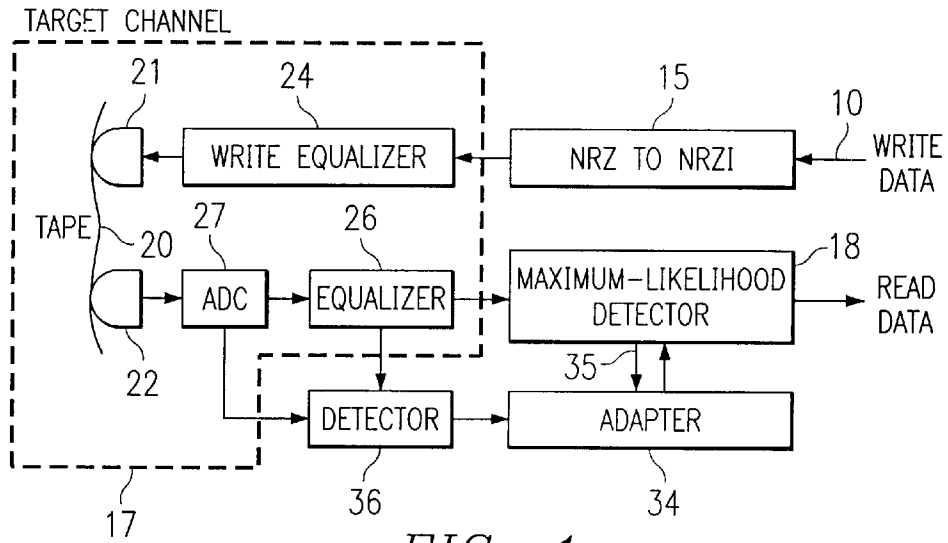 TARGET CHANNEL
21
24
15
10
WRITE EQUALIZER
NRZ TO NRZI
WRITE
DATA
TAPE
20
27
26
18
ADC
EQUALIZER
MAXIMUM-LIKELIHOOD
DETECTOR
READ
DATA
22
35
DETECTOR
ADAPTER
17
36
34